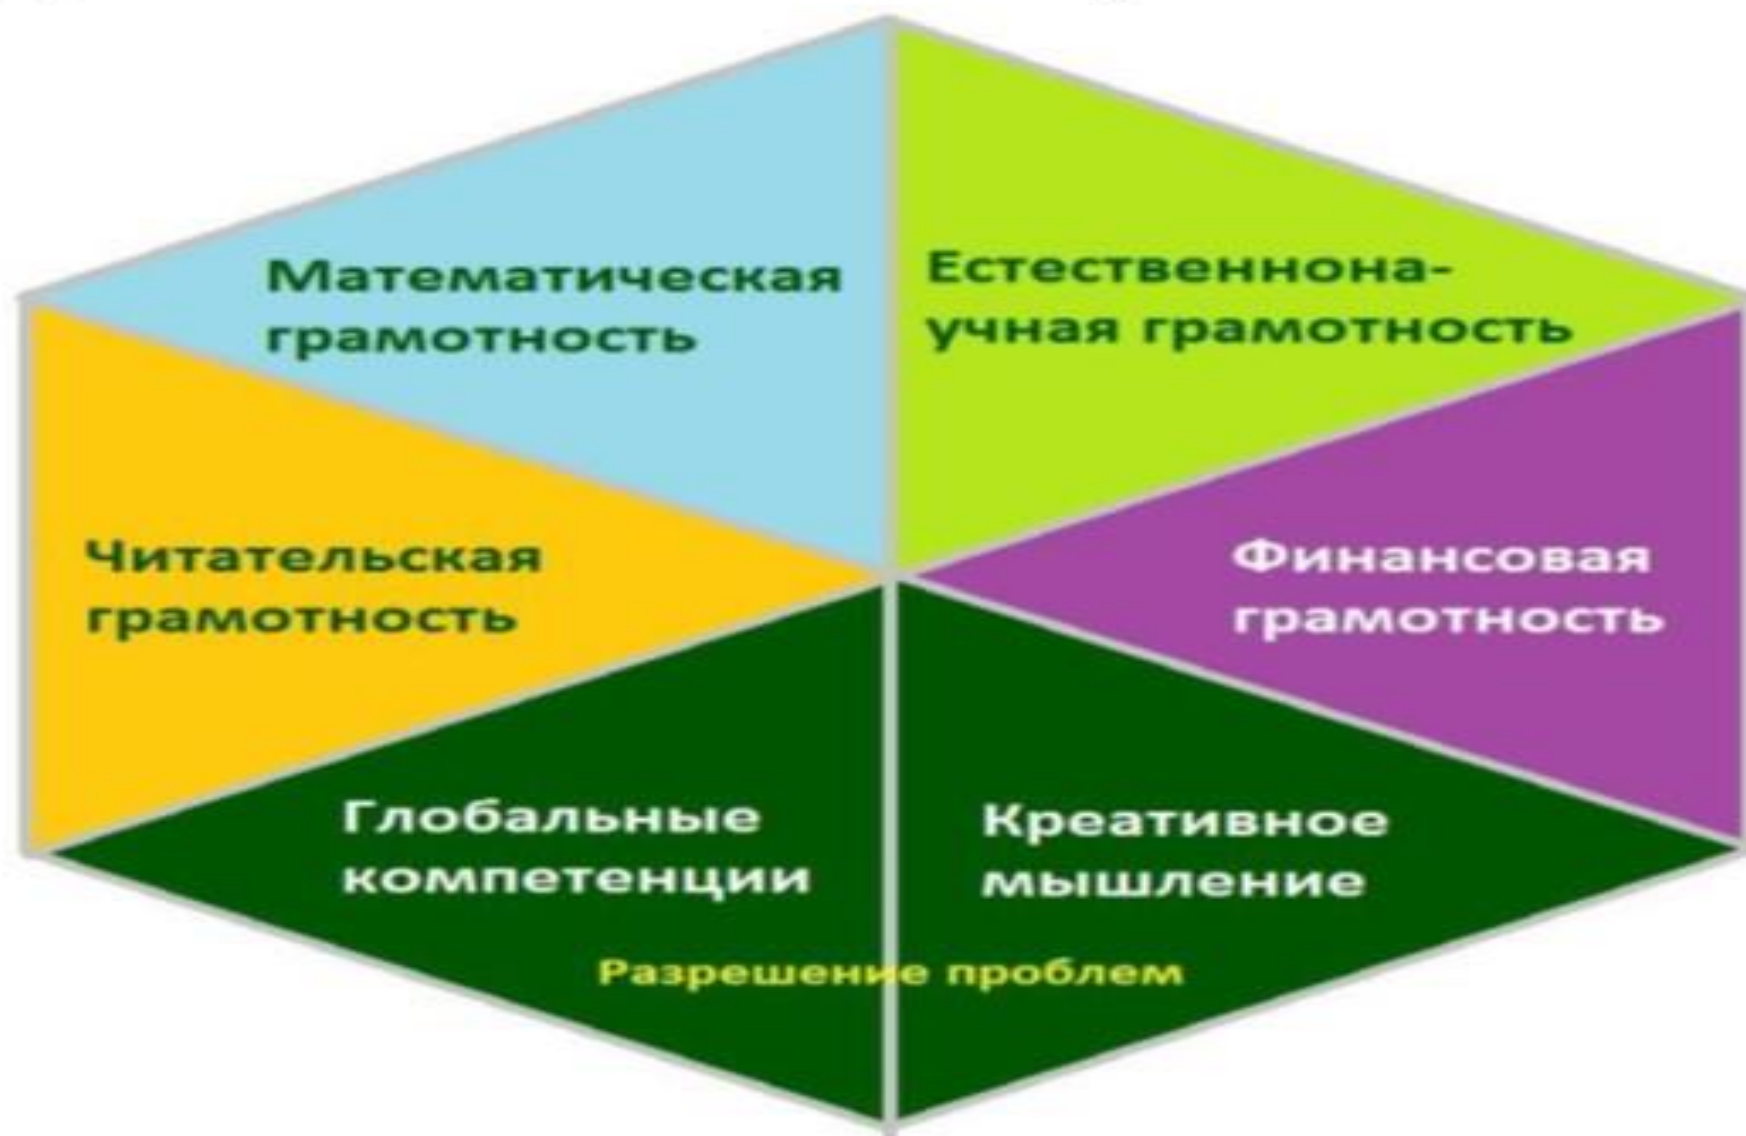 Математическая
грамотность
Естественнона-
учная грамотность
Читательская
грамотность
Финансовая
грамотность
Глобальные
компетенции
Креативное
мышление
Разрешение проблем